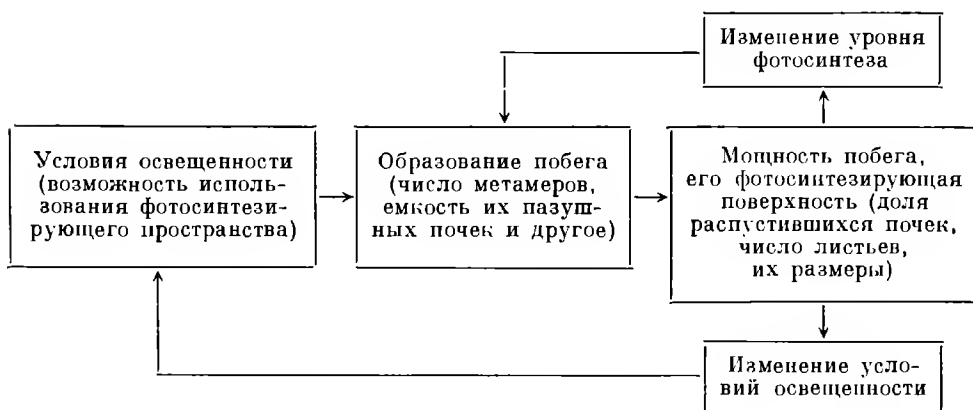 Изменение уровня
фотосинтеза
Условия освещенности
(возможность исполь-
зования фотосинтези-
рующего пространства)
Образование побега
(число метамеров,
емкость их пазуш-
ных почек и другое)
Мощность побега,
его фотосинтезирующая
поверхность (доля
распустившихся почек,
число листьев,
их размеры)
Изменение усло-
вий освещенности